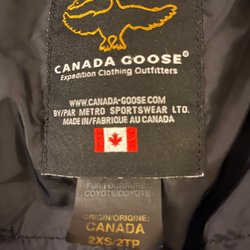 CANADA GOOSE®
Expedition Clothing Outfitters
WWW.CANADA-GOOSE.COM
BY/PAR METRO SPORTSWEAR LTD.
MADE IN/FABRIQUE AU CANADA
FUR/FOURRURE:
COYOTE/COYOTE
ORIGIN/ORIGINE:
CANADA
2XS/2TP